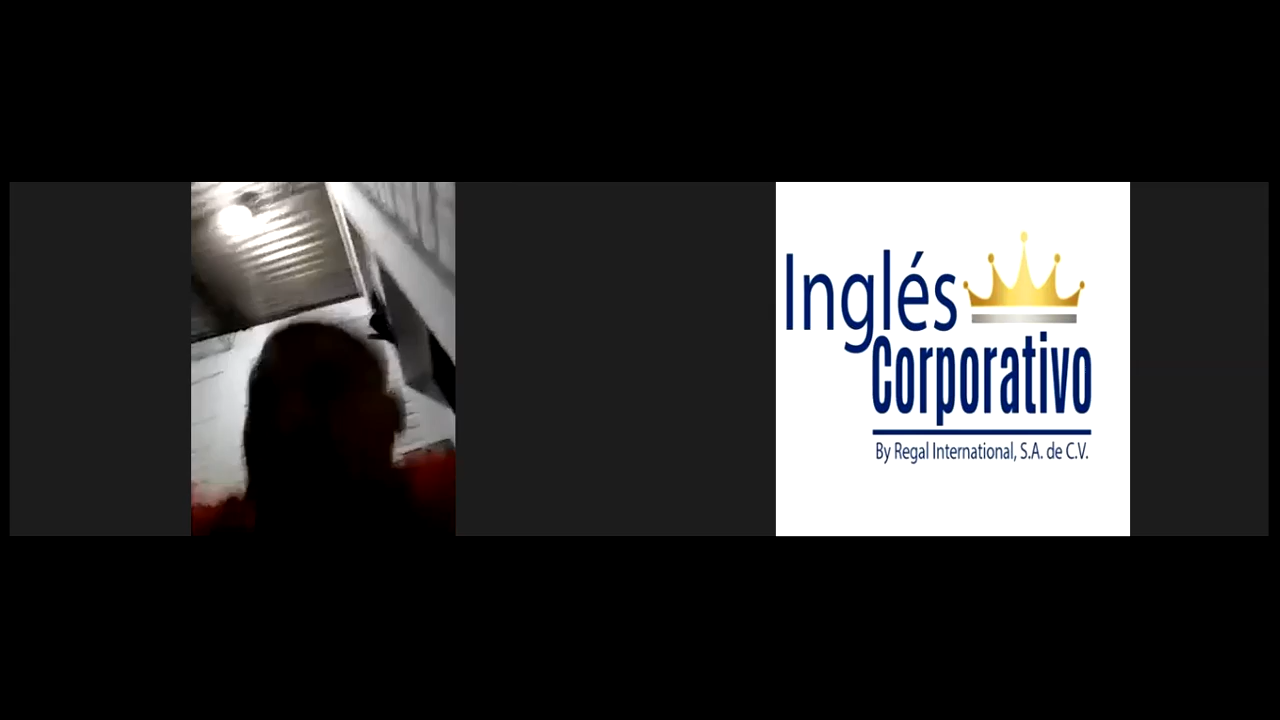 Inglés
Corporativo
By Regal International, S.A. de C.V.